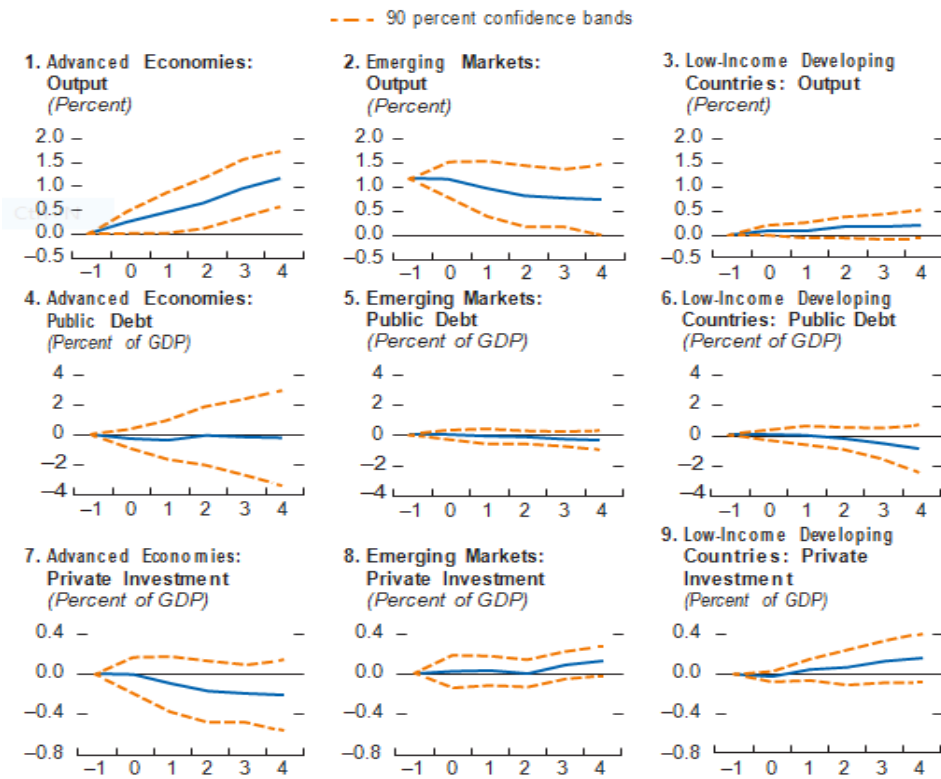 90 percent confidence bands
1. Advanced Economies:
Output
(Percent)
2.0
1.5
1.0
0.5
0.0
–0.5
–1 0 1 2 3 4
2. Emerging Markets:
Output
(Percent)
2.0
1.5
1.0
0.5
0.0
–0.5
–1 0 1 2 3 4
3. Low-Income Developing
Countries: Output
(Percent)
2.0
1.5
1.0
0.5
0.0
–0.5
–1 0 1 2 3 4
4. Advanced Economies:
Public Debt
(Percent of GDP)
4
2
0
–2
–4
–1 0 1 2 3 4
5. Emerging Markets:
Public Debt
(Percent of GDP)
4
2
0
–2
–4
–1 0 1 2 3 4
6. Low-Income Developing
Countries: Public Debt
(Percent of GDP)
4
2
0
–2
–4
–1 0 1 2 3 4
7. Advanced Economies:
Private Investment
(Percent of GDP)
0.4
0.0
–0.4
–0.8
–1 0 1 2 3 4
8. Emerging Markets:
Private Investment
(Percent of GDP)
0.4
0.0
–0.4
–0.8
–1 0 1 2 3 4
9. Low-Income Developing
Countries: Private
Investment
(Percent of GDP)
0.4
0.0
–0.4
–0.8
–1 0 1 2 3 4